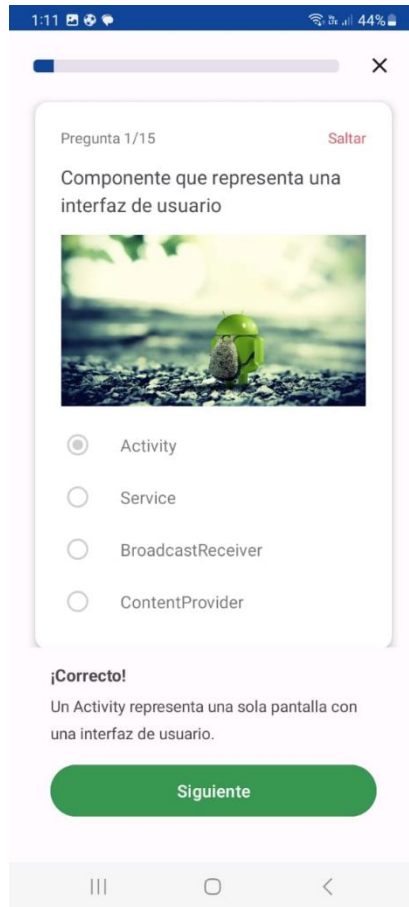 1:11 44%
Pregunta 1/15 Saltar
Componente que representa una
interfaz de usuario
Activity
Service
BroadcastReceiver
ContentProvider
¡Correcto!
Un Activity representa una sola pantalla con
una interfaz de usuario.
Siguiente